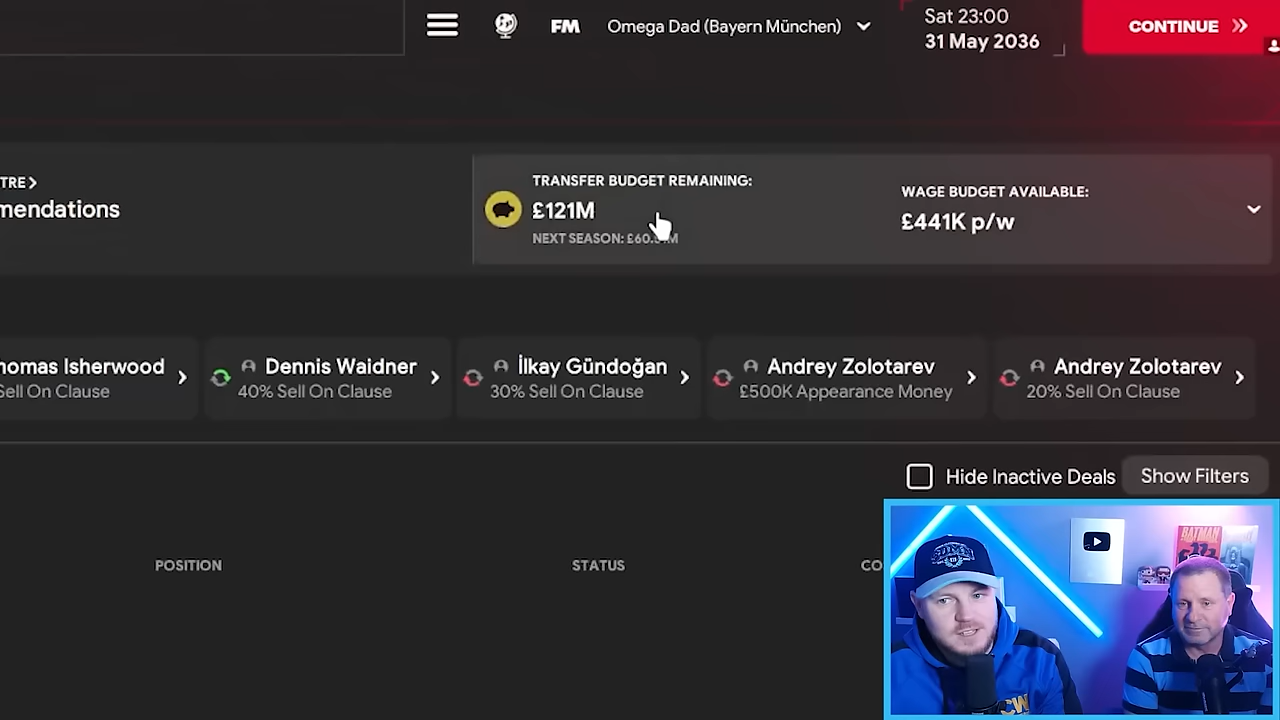 FM
Omega Dad (Bayern München)
Sat 23:00
31 May 2036
CONTINUE
TRE
mendations
TRANSFER BUDGET REMAINING:
£121M
NEXT SEASON: £60.
WAGE BUDGET AVAILABLE:
£441K p/w
homas Isherwood
Sell On Clause
Dennis Waidner
40% Sell On Clause
İlkay Gündoğan
30% Sell On Clause
Andrey Zolotarev
£500K Appearance Money
Andrey Zolotarev
20% Sell On Clause
Hide Inactive Deals
Show Filters
POSITION
STATUS
CO
BATMAN
CW